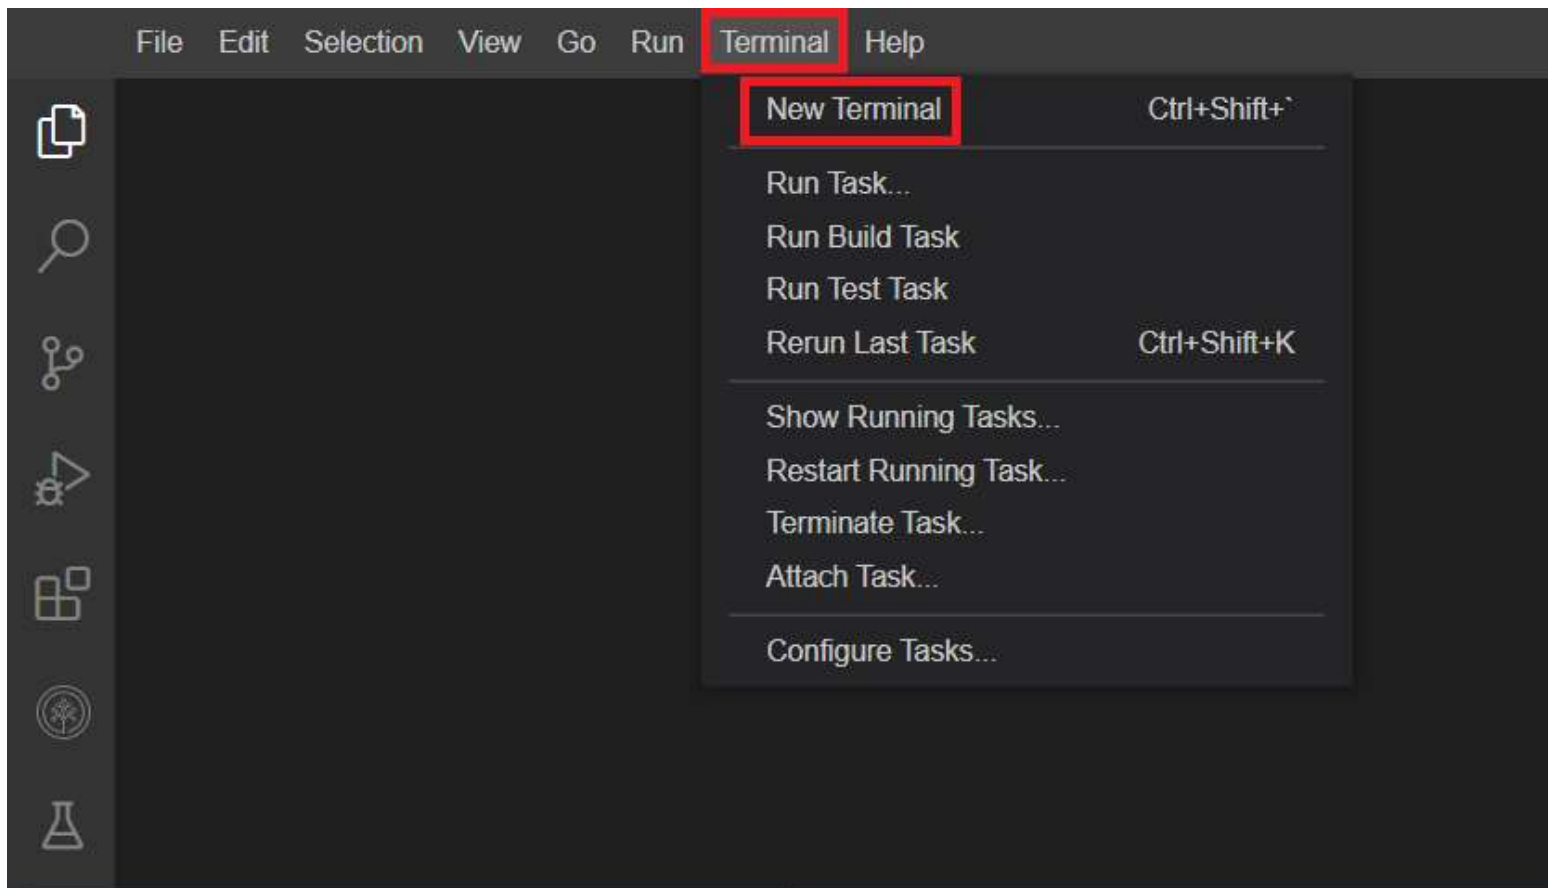 File Edit Selection View Go Run Terminal Help
New Terminal Ctrl+Shift+`
Run Task...
Run Build Task
Run Test Task
Rerun Last Task Ctrl+Shift+K
Show Running Tasks...
Restart Running Task...
Terminate Task...
Attach Task...
Configure Tasks...